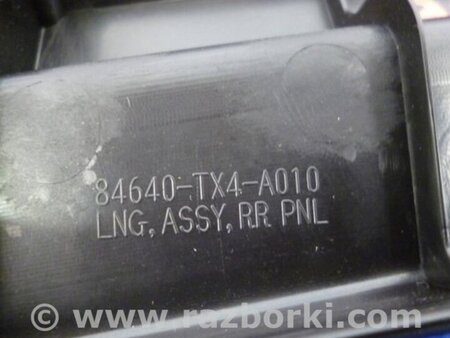 84640-TX4-A010
LNG, ASSY, RR PNL
© www.razborki.com